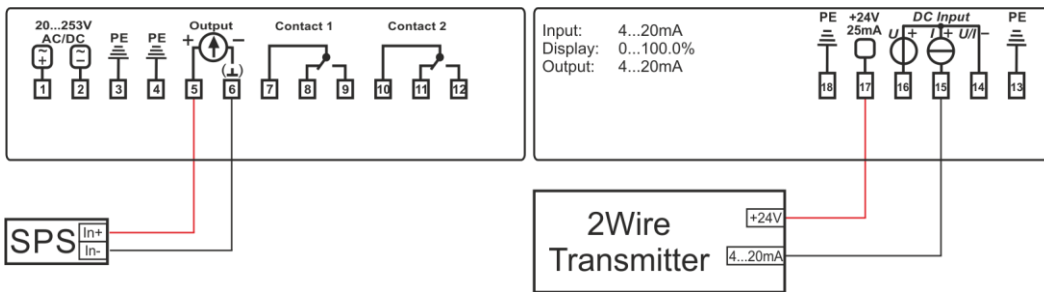 20...253V
AC/DC
~ +
~ −
PE
PE
Output
+ −
(⊥)
Contact 1
Contact 2
1 2 3 4 5 6 7 8 9 10 11 12
SPS
In+
In-
Input: 4...20mA
Display: 0...100.0%
Output: 4...20mA
PE
+24V
25mA
DC Input
U + I + U/I −
PE
18 17 16 15 14 13
2Wire
Transmitter
+24V
4...20mA